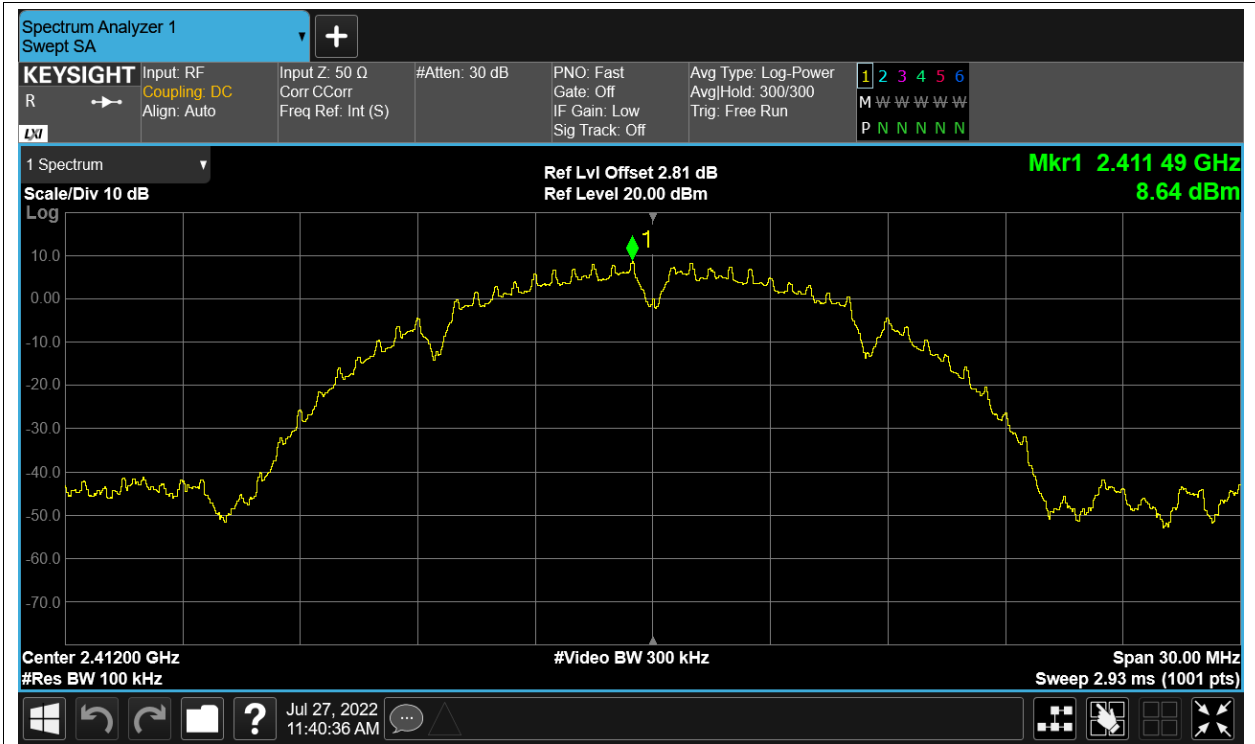 Spectrum Analyzer 1
Swept SA
+
KEYSIGHT
R
LXI
Input: RF
Coupling: DC
Align: Auto
Input Z: 50 Ω
Corr CCorr
Freq Ref: Int (S)
#Atten: 30 dB
PNO: Fast
Gate: Off
IF Gain: Low
Sig Track: Off
Avg Type: Log-Power
Avg|Hold: 300/300
Trig: Free Run
1 2 3 4 5 6
M W W W W W
P N N N N N
1 Spectrum
Scale/Div 10 dB
Log
Ref Lvl Offset 2.81 dB
Ref Level 20.00 dBm
Mkr1 2.411 49 GHz
8.64 dBm
1
10.0
0.00
-10.0
-20.0
-30.0
-40.0
-50.0
-60.0
-70.0
Center 2.41200 GHz
#Res BW 100 kHz
#Video BW 300 kHz
Span 30.00 MHz
Sweep 2.93 ms (1001 pts)
?
Jul 27, 2022
11:40:36 AM